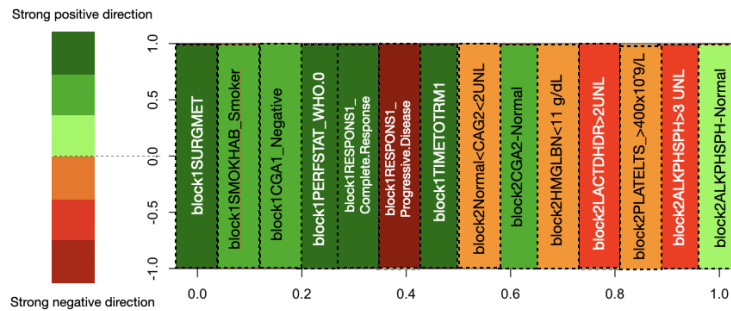 Strong positive direction
1.0
0.5
0.0
-0.5
-1.0
Strong negative direction
block1SURGMET
block1SMOKHAB_Smoker
block1CGA1_Negative
block1PERFSTAT_WHO.0
block1RESPONS1_
Complete.Response
block1RESPONS1_
Progressive.Disease
block1TIMETOTRM1
block2Normal<CAG2<2UNL
block2CGA2-Normal
block2HMGLBN<11 g/dL
block2LACTDHDR>2UNL
block2PLATELTS_>400x10'9/L
block2ALKPHSPH>3 UNL
block2ALKPHSPH-Normal
0.0
0.2
0.4
0.6
0.8
1.0